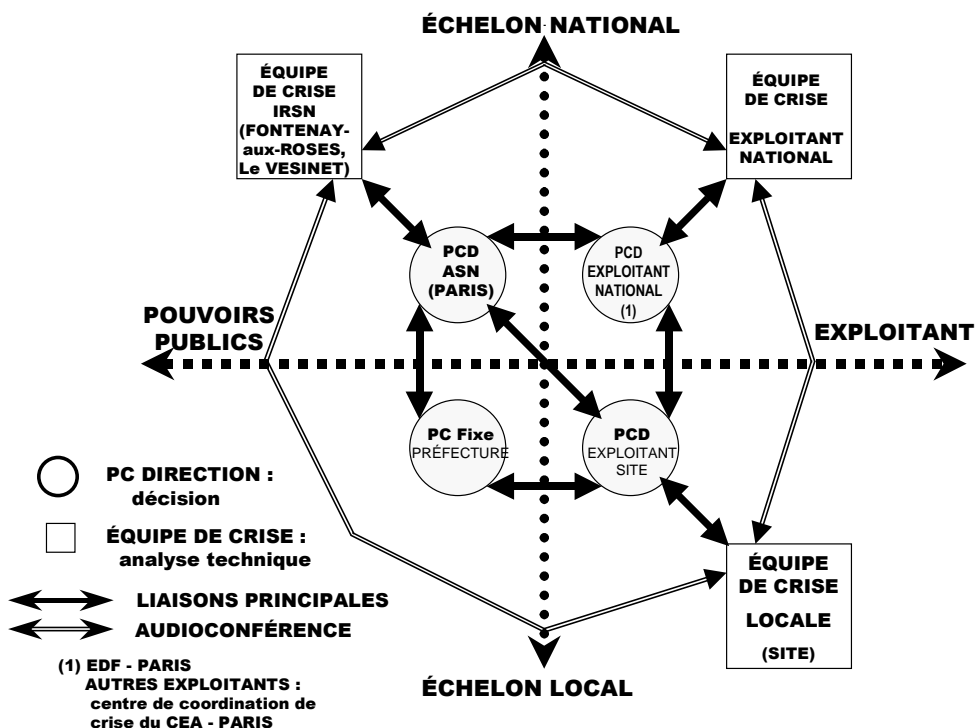 ÉCHELON NATIONAL
ÉQUIPE
DE CRISE
IRSN
(FONTENAY-
aux-ROSES,
Le VESINET)
ÉQUIPE
DE CRISE
EXPLOITANT
NATIONAL
PCD
ASN
(PARIS)
PCD
EXPLOITANT
NATIONAL
(1)
POUVOIRS
PUBLICS
EXPLOITANT
PC Fixe
PRÉFECTURE
PCD
EXPLOITANT
SITE
PC DIRECTION :
décision
ÉQUIPE DE CRISE :
analyse technique
ÉQUIPE
DE CRISE
LOCALE
(SITE)
LIAISONS PRINCIPALES
AUDIOCONFÉRENCE
(1) EDF - PARIS
AUTRES EXPLOITANTS :
centre de coordination de
crise du CEA - PARIS
ÉCHELON LOCAL